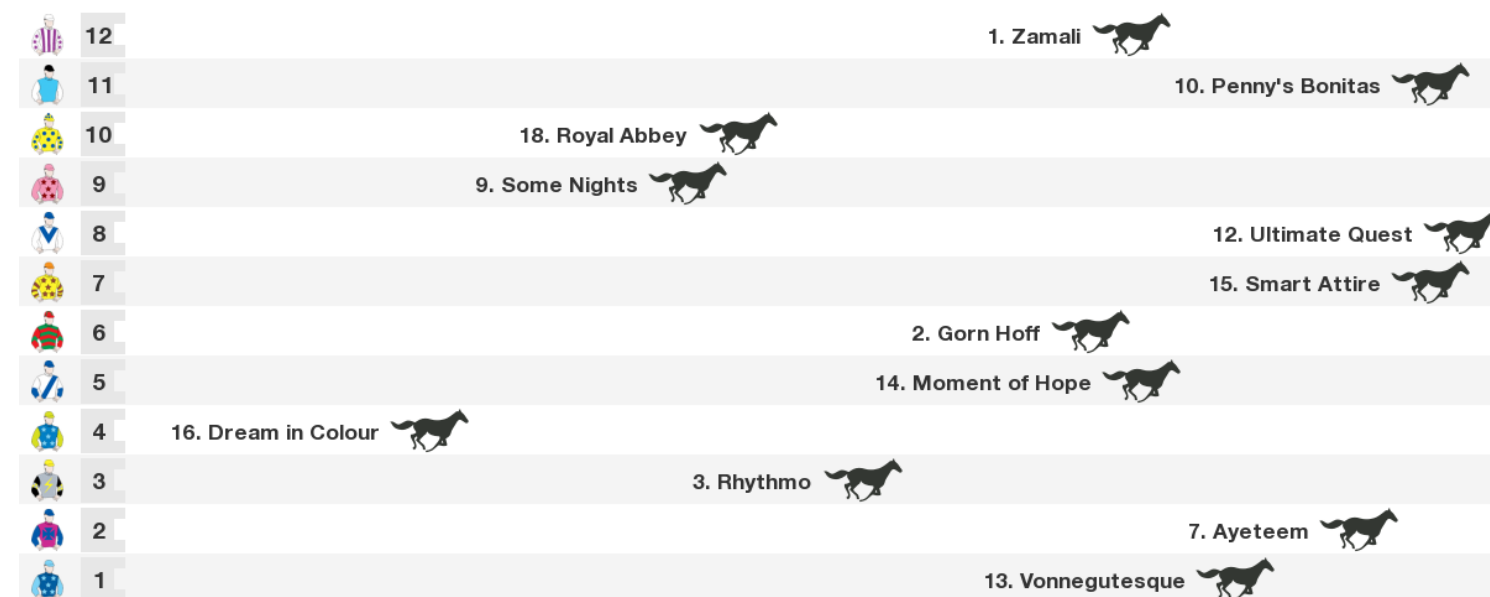 12 1. Zamali
11 10. Penny's Bonitas
10 18. Royal Abbey
9 9. Some Nights
8 12. Ultimate Quest
7 15. Smart Attire
6 2. Gorn Hoff
5 14. Moment of Hope
4 16. Dream in Colour
3 3. Rhythmo
2 7. Ayeteem
1 13. Vonnegutesque